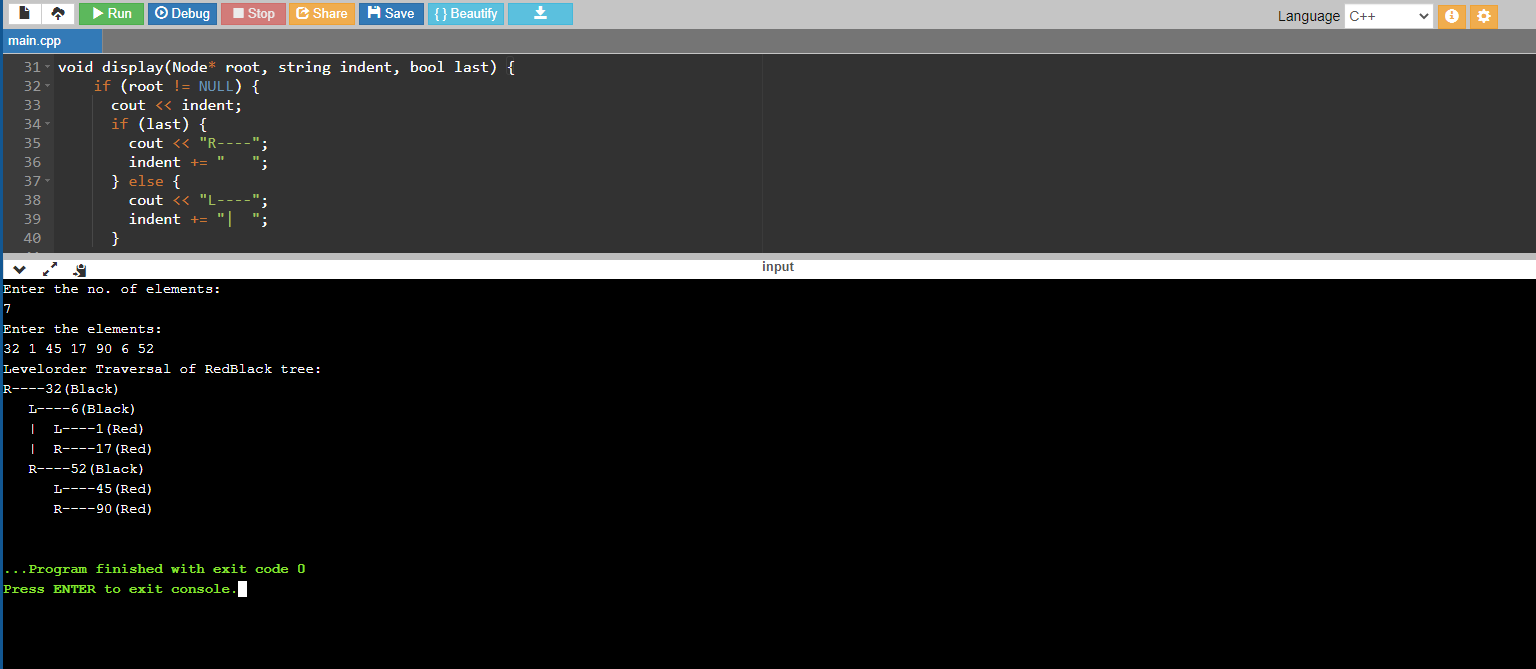 Run Debug Stop Share Save { } Beautify Language C++
main.cpp
31 void display(Node* root, string indent, bool last) {
32     if (root != NULL) {
33       cout << indent;
34       if (last) {
35         cout << "R----";
36         indent += "   ";
37       } else {
38         cout << "L----";
39         indent += "|  ";
40       }
input
Enter the no. of elements:
7
Enter the elements:
32 1 45 17 90 6 52
Levelorder Traversal of RedBlack tree:
R----32(Black)
   L----6(Black)
   |  L----1(Red)
   |  R----17(Red)
   R----52(Black)
      L----45(Red)
      R----90(Red)
...Program finished with exit code 0
Press ENTER to exit console.